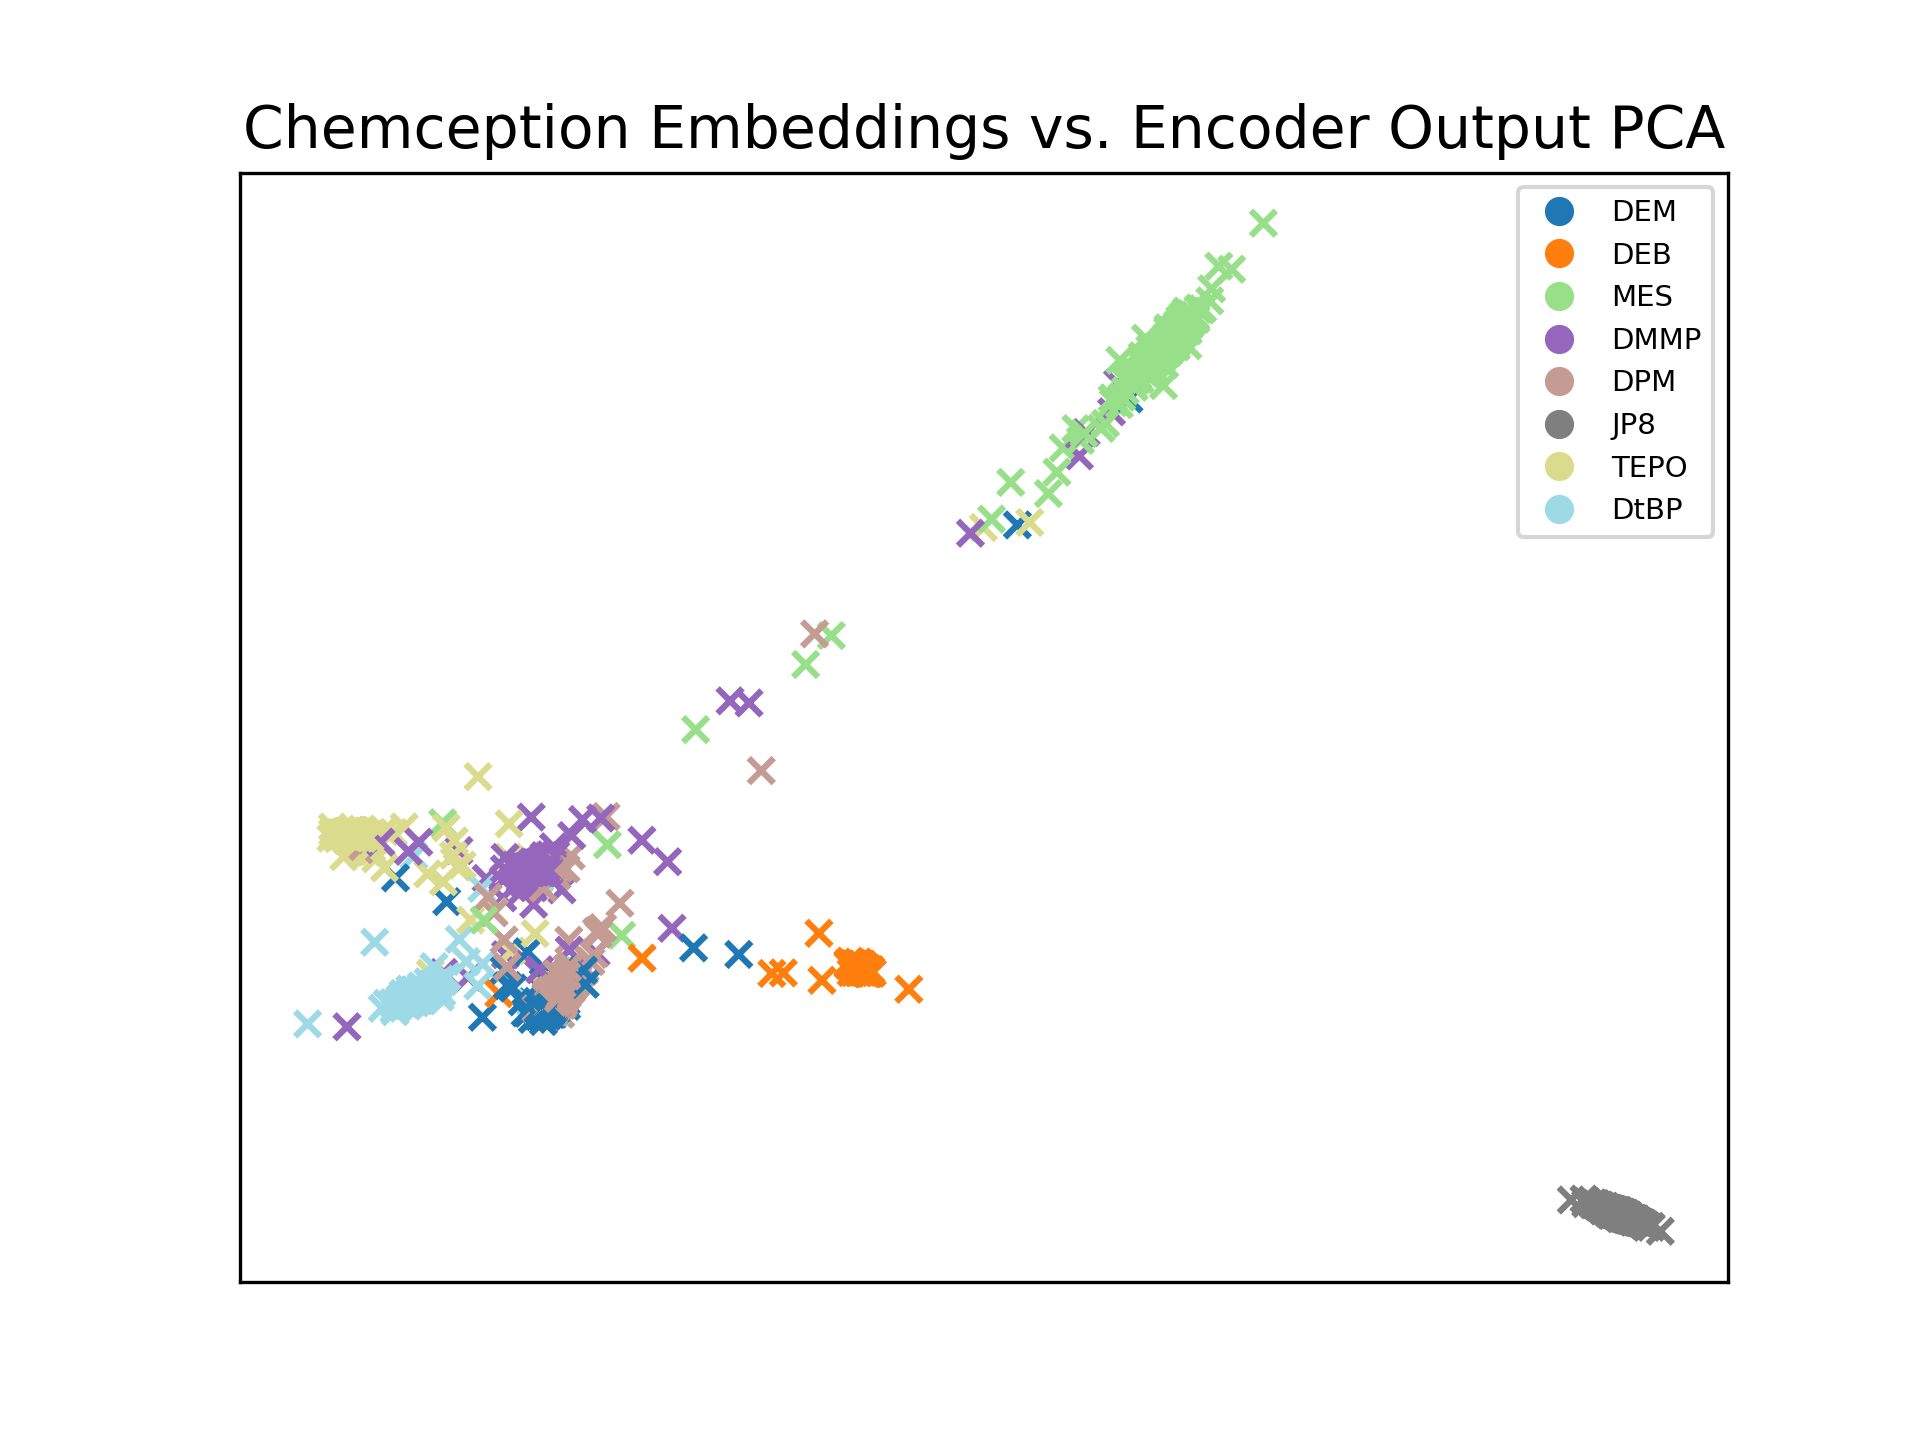 Chemception Embeddings vs. Encoder Output PCA
DEM
DEB
MES
DMMP
DPM
JP8
TEPO
DtBP